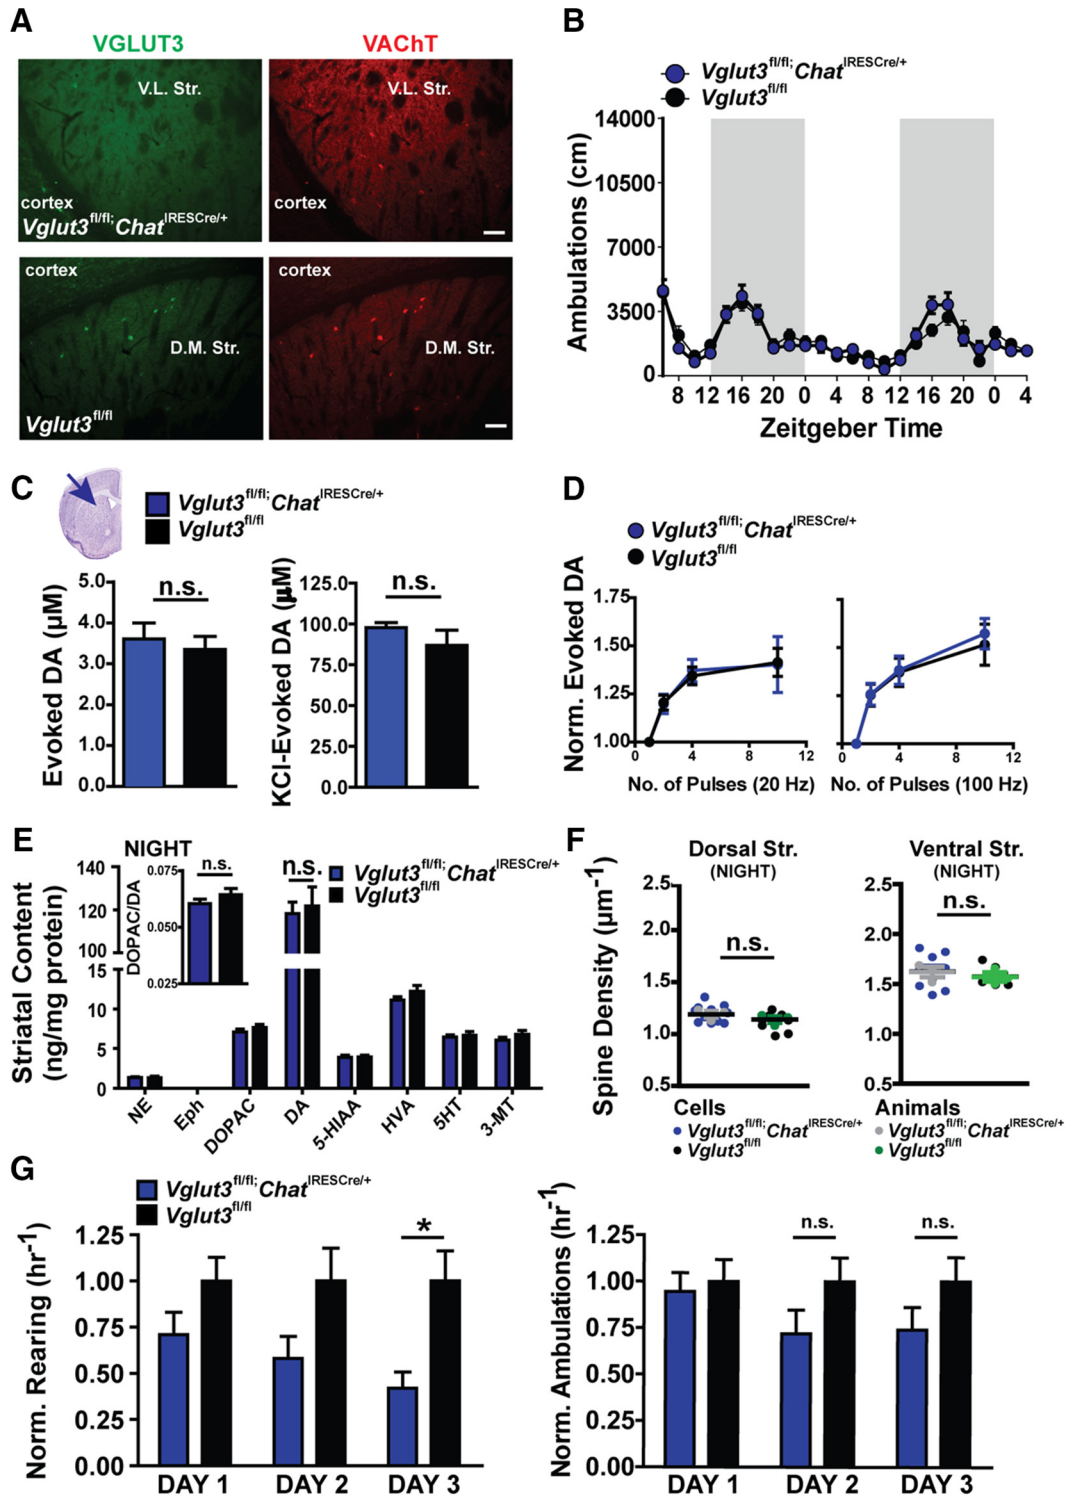 A
VGLUT3
VAChT
V.L. Str.
V.L. Str.
cortex
cortex
Vglut3fl/fl;ChatIRESCre/+
cortex
cortex
D.M. Str.
D.M. Str.
Vglut3fl/fl
B
Vglut3fl/fl;ChatIRESCre/+
Vglut3fl/fl
Ambulations (cm)
14000
10500
7000
3500
0
8 12 16 20 0 4 8 12 16 20 0 4
Zeitgeber Time
C
Vglut3fl/fl;ChatIRESCre/+
Vglut3fl/fl
Evoked DA (µM)
5.0
4.0
3.0
2.0
1.0
0.0
n.s.
KCl-Evoked DA (µM)
125.0
100.0
75.0
50.0
25.0
0.0
n.s.
D
Vglut3fl/fl;ChatIRESCre/+
Vglut3fl/fl
Norm. Evoked DA
1.75
1.50
1.25
1.00
0 4 8 12
No. of Pulses (20 Hz)
0 4 8 12
No. of Pulses (100 Hz)
E
NIGHT
Vglut3fl/fl;ChatIRESCre/+
Vglut3fl/fl
Striatal Content
(ng/mg protein)
140
120
100
15
10
5
0
DOPAC/DA
0.075
0.050
0.025
n.s.
n.s.
NE Eph DOPAC DA 5-HIAA HVA 5HT 3-MT
F
Dorsal Str.
(NIGHT)
Spine Density (µm-1)
2.5
2.0
1.5
1.0
0.5
n.s.
Ventral Str.
(NIGHT)
2.5
2.0
1.5
1.0
0.5
n.s.
Cells
Vglut3fl/fl;ChatIRESCre/+
Vglut3fl/fl
Animals
Vglut3fl/fl;ChatIRESCre/+
Vglut3fl/fl
G
Vglut3fl/fl;ChatIRESCre/+
Vglut3fl/fl
Norm. Rearing (hr-1)
1.25
1.00
0.75
0.50
0.25
0.00
*
DAY 1 DAY 2 DAY 3
Norm. Ambulations (hr-1)
1.25
1.00
0.75
0.50
0.25
0.00
n.s.
n.s.
DAY 1 DAY 2 DAY 3